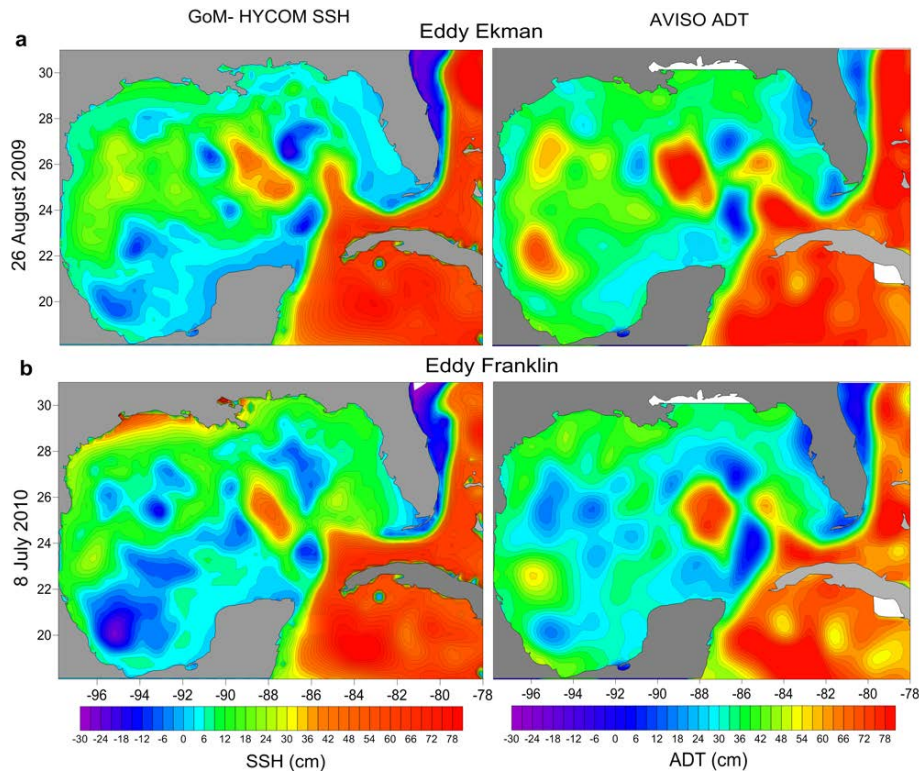 GoM- HYCOM SSH
AVISO ADT
Eddy Ekman
a
30
28
26
24
22
20
26 August 2009
Eddy Franklin
b
30
28
26
24
22
20
8 July 2010
-96 -94 -92 -90 -88 -86 -84 -82 -80 -78
-96 -94 -92 -90 -88 -86 -84 -82 -80 -78
-30 -24 -18 -12 -6 0 6 12 18 24 30 36 42 48 54 60 66 72 78
SSH (cm)
-30 -24 -18 -12 -6 0 6 12 18 24 30 36 42 48 54 60 66 72 78
ADT (cm)